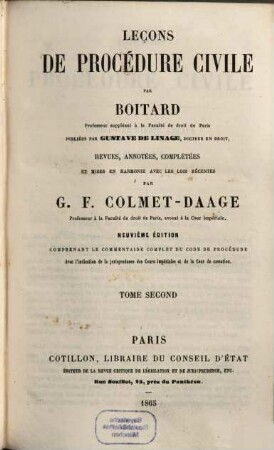 LEÇONS
DE PROCÉDURE CIVILE
PAR
BOITARD
Professeur suppléant à la Faculté de droit de Paris
PUBLIÉES PAR GUSTAVE DE LINAGE, DOCTEUR EN DROIT,
REVUES, ANNOTÉES, COMPLÉTÉES
ET MISES EN HARMONIE AVEC LES LOIS RÉCENTES
PAR
G. F. COLMET-DAAGE
Professeur à la Faculté de droit de Paris, avocat à la Cour impériale,
NEUVIÈME ÉDITION
COMPRENANT LE COMMENTAIRE COMPLET DU CODE DE PROCÉDURE
Avec l'indication de la jurisprudence des Cours impériales et de la Cour de cassation.
TOME SECOND
PARIS
COTILLON, LIBRAIRE DU CONSEIL D'ÉTAT
ÉDITEUR DE LA REVUE CRITIQUE DE LÉGISLATION ET DE JURISPRUDENCE, ETC.
Rue Soufflot, 23, près du Panthéon.
1865